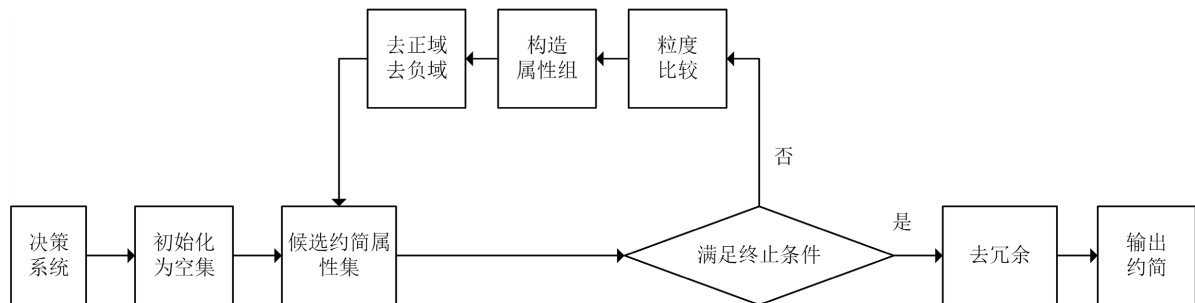 去正域
去负域
构造
属性组
粒度
比较
否
决策
系统
初始化
为空集
候选约简属
性集
满足终止条件
是
去冗余
输出
约简